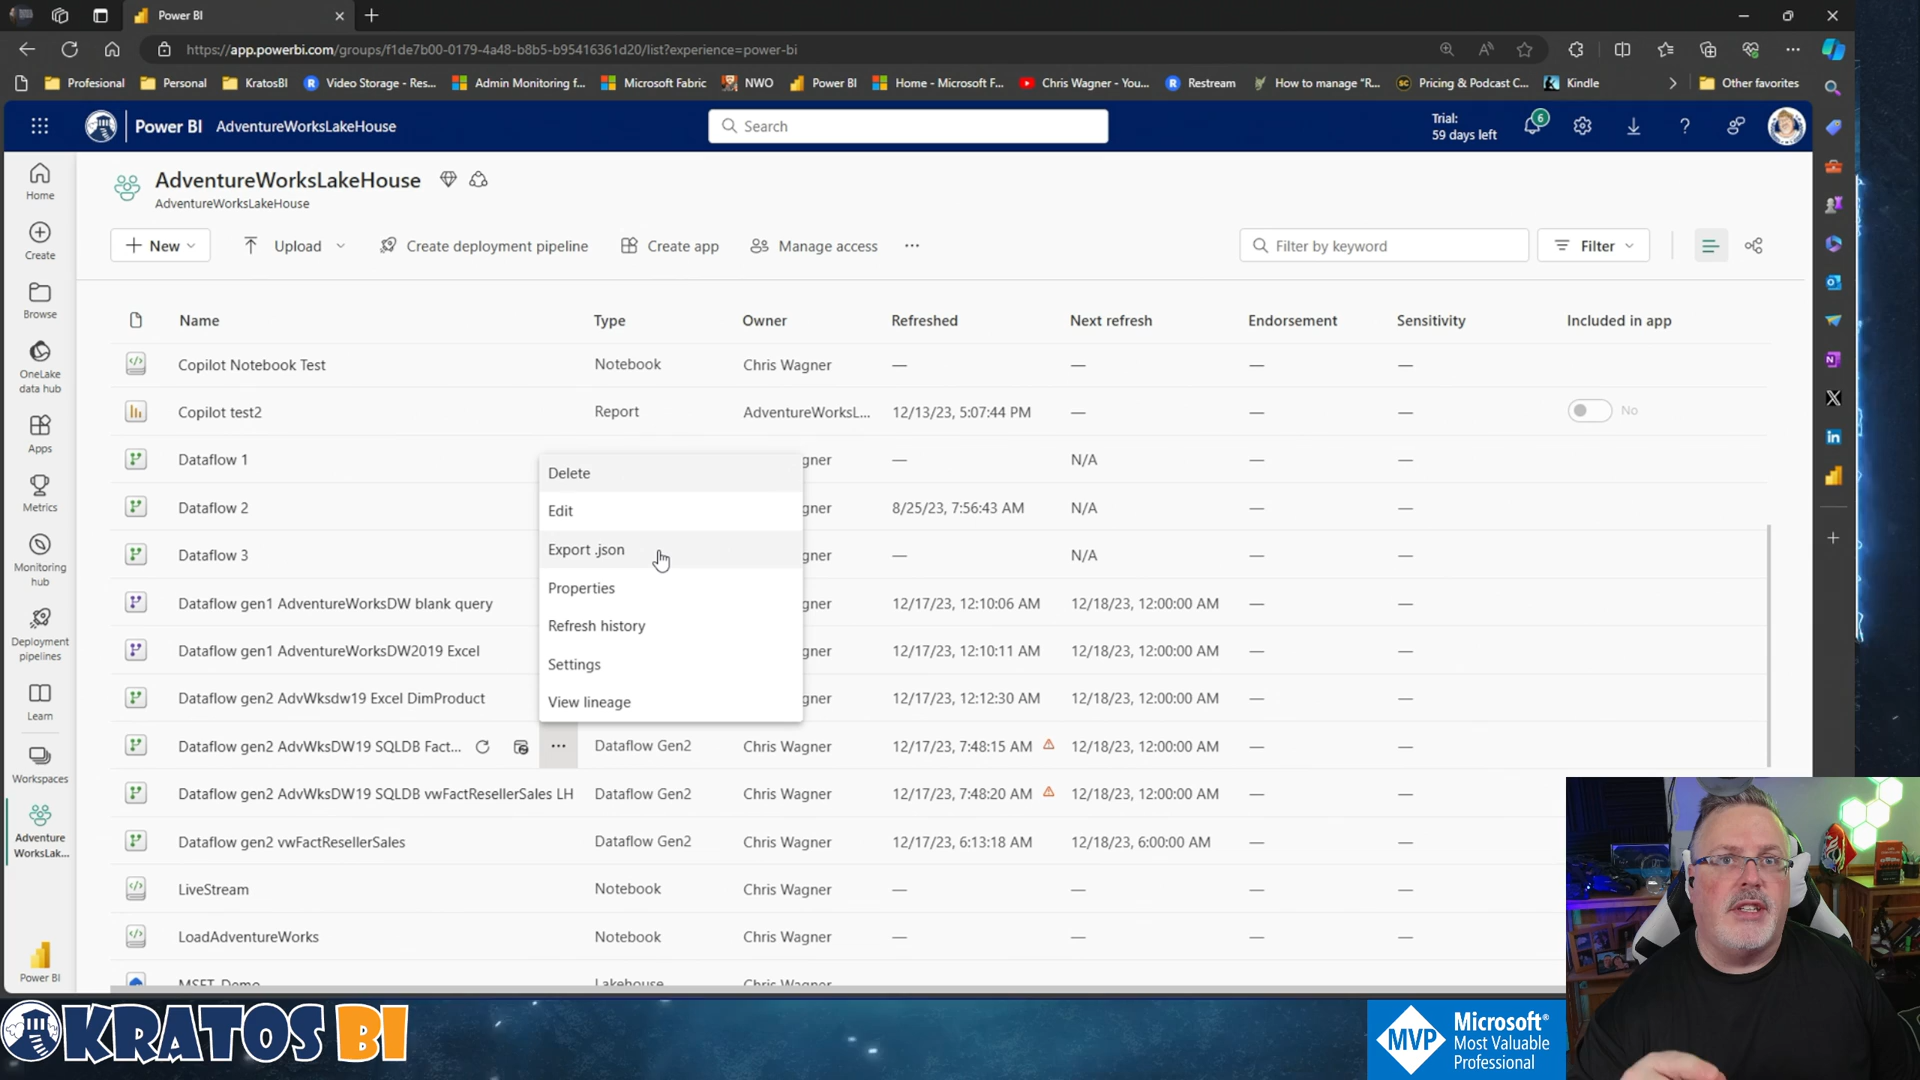 Power BI
https://app.powerbi.com/groups/f1de7b00-0179-4a48-b8b5-b95416361d20/list?experience=power-bi
Profesional
Personal
KratosBI
Video Storage - Res...
Admin Monitoring f...
Microsoft Fabric
NWO
Power BI
Home - Microsoft F...
Chris Wagner - You...
Restream
How to manage "R...
Pricing & Podcast C...
Kindle
Other favorites
Power BI AdventureWorksLakeHouse
Search
Trial:
59 days left
6
AdventureWorksLakeHouse
AdventureWorksLakeHouse
New
Upload
Create deployment pipeline
Create app
Manage access
Filter by keyword
Filter
Home
Create
Browse
OneLake
data hub
Apps
Metrics
Monitoring
hub
Deployment
pipelines
Learn
Workspaces
Adventure
WorksLak...
Power BI
Name Type Owner Refreshed Next refresh Endorsement Sensitivity Included in app
Copilot Notebook Test Notebook Chris Wagner — — — —
Copilot test2 Report AdventureWorksL... 12/13/23, 5:07:44 PM — — — No
Dataflow 1 gner — N/A — —
Dataflow 2 gner 8/25/23, 7:56:43 AM N/A — —
Dataflow 3 gner — N/A — —
Dataflow gen1 AdventureWorksDW blank query gner 12/17/23, 12:10:06 AM 12/18/23, 12:00:00 AM — —
Dataflow gen1 AdventureWorksDW2019 Excel gner 12/17/23, 12:10:11 AM 12/18/23, 12:00:00 AM — —
Dataflow gen2 AdvWksdw19 Excel DimProduct gner 12/17/23, 12:12:30 AM 12/18/23, 12:00:00 AM — —
Dataflow gen2 AdvWksDW19 SQLDB Fact... Dataflow Gen2 Chris Wagner 12/17/23, 7:48:15 AM 12/18/23, 12:00:00 AM — —
Dataflow gen2 AdvWksDW19 SQLDB vwFactResellerSales LH Dataflow Gen2 Chris Wagner 12/17/23, 7:48:20 AM 12/18/23, 12:00:00 AM — —
Dataflow gen2 vwFactResellerSales Dataflow Gen2 Chris Wagner 12/17/23, 6:13:18 AM 12/18/23, 6:00:00 AM — —
LiveStream Notebook Chris Wagner — — — —
LoadAdventureWorks Notebook Chris Wagner — — — —
MSFT_Demo Lakehouse Chris Wagner
Delete
Edit
Export .json
Properties
Refresh history
Settings
View lineage
KRATOS BI
MVP
Microsoft®
Most Valuable
Professional